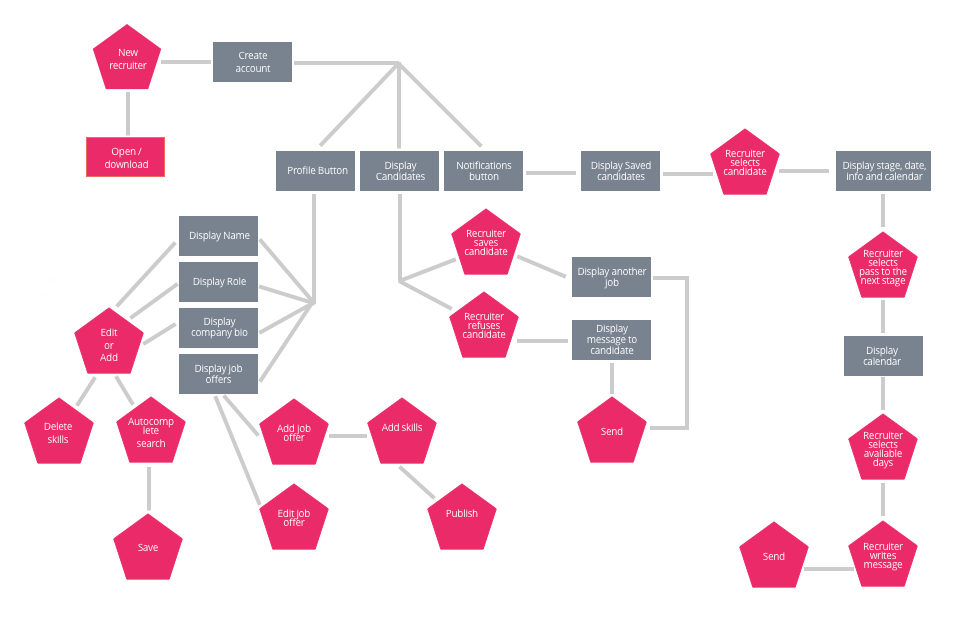 New
recruiter
Create
account
Open /
download
Profile Button
Display
Candidates
Notifications
button
Display Saved
candidates
Recruiter
selects
candidate
Display stage, date,
info and calendar
Display Name
Display Role
Display
company bio
Display job
offers
Recruiter
saves
candidate
Recruiter
refuses
candidate
Display another
job
Display
message to
candidate
Recruiter
selects
pass to the
next stage
Display
calendar
Edit
or
Add
Delete
skills
Autocomp
lete
search
Add job
offer
Add skills
Send
Recruiter
selects
available
days
Save
Edit job
offer
Publish
Send
Recruiter
writes
message